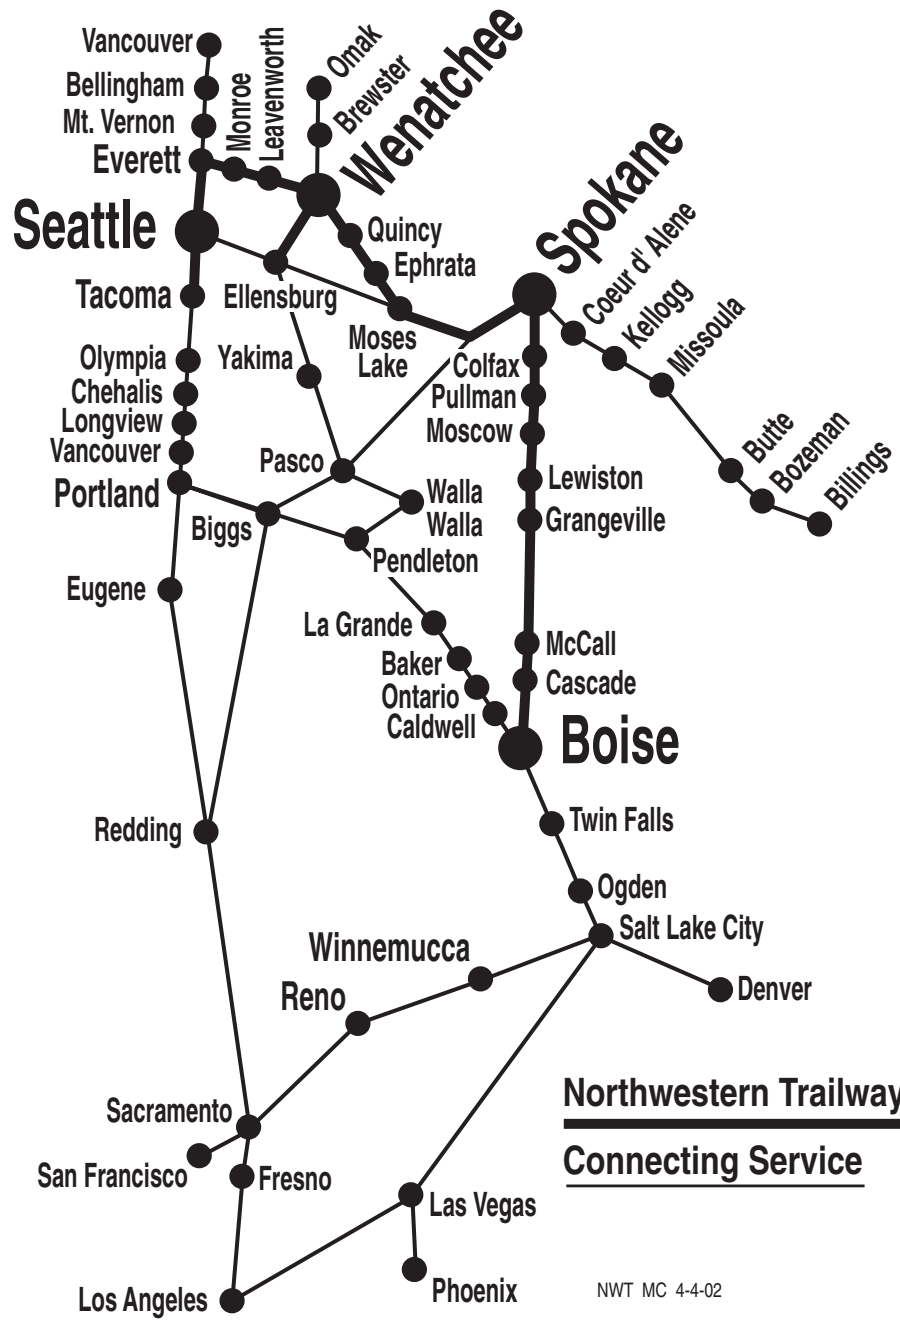 Vancouver
Bellingham
Mt. Vernon
Everett
Monroe
Leavenworth
Omak
Brewster
Wenatchee
Seattle
Quincy
Ephrata
Spokane
Coeur d' Alene
Kellogg
Missoula
Butte
Bozeman
Billings
Tacoma
Ellensburg
Moses
Lake
Olympia
Yakima
Colfax
Chehalis
Pullman
Longview
Moscow
Vancouver
Pasco
Portland
Walla
Walla
Lewiston
Biggs
Grangeville
Pendleton
Eugene
La Grande
McCall
Baker
Cascade
Ontario
Caldwell
Boise
Redding
Twin Falls
Ogden
Salt Lake City
Winnemucca
Reno
Denver
Northwestern Trailway
Sacramento
Connecting Service
San Francisco
Fresno
Las Vegas
Phoenix
Los Angeles
NWT MC 4-4-02